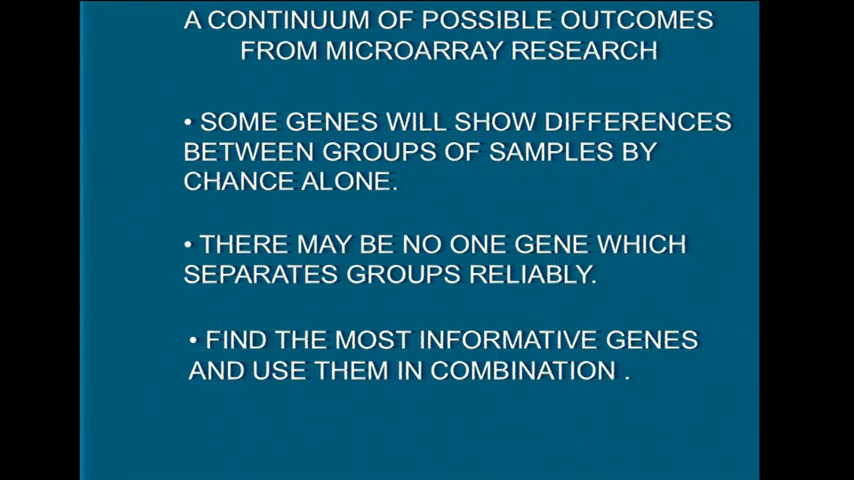 A CONTINUUM OF POSSIBLE OUTCOMES
FROM MICROARRAY RESEARCH
• SOME GENES WILL SHOW DIFFERENCES
BETWEEN GROUPS OF SAMPLES BY
CHANCE ALONE.
• THERE MAY BE NO ONE GENE WHICH
SEPARATES GROUPS RELIABLY.
• FIND THE MOST INFORMATIVE GENES
AND USE THEM IN COMBINATION .